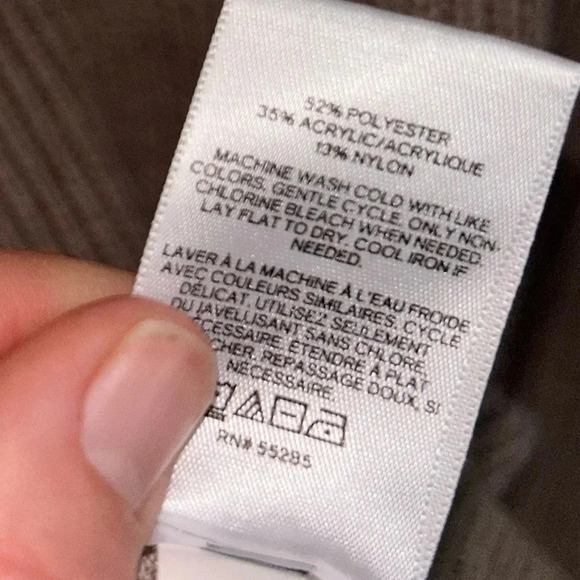 52% POLYESTER
35% ACRYLIC/ACRYLIQUE
13% NYLON
MACHINE WASH COLD WITH LIKE
COLORS, GENTLE CYCLE. ONLY NON-
CHLORINE BLEACH WHEN NEEDED.
LAY FLAT TO DRY. COOL IRON IF
NEEDED.
LAVER À LA MACHINE À L'EAU FROIDE
AVEC COULEURS SIMILAIRES, CYCLE
DÉLICAT. UTILISEZ SEULEMENT
DU JAVELLISANT SANS CHLORE,
CESSAIRE. ÉTENDRE À PLAT
CHER. REPASSAGE DOUX, SI
NÉCESSAIRE
RN# 55285